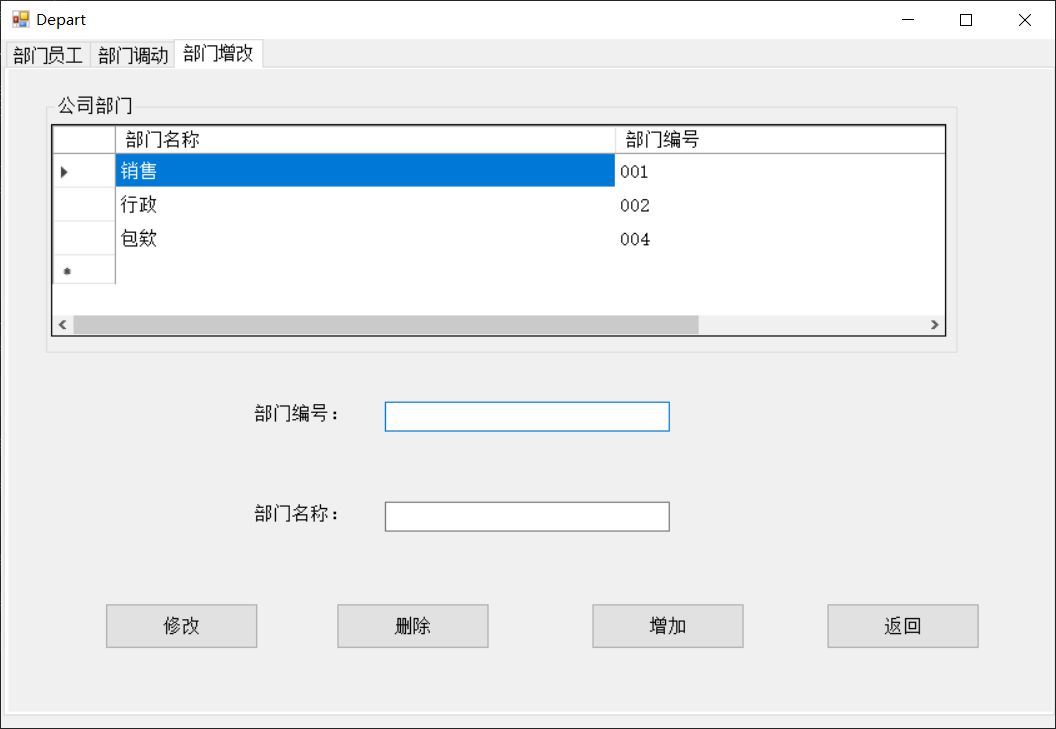 Depart
部门员工 部门调动 部门增改
公司部门
部门名称 部门编号
销售 001
行政 002
包欸 004
部门编号：
部门名称：
修改 删除 增加 返回